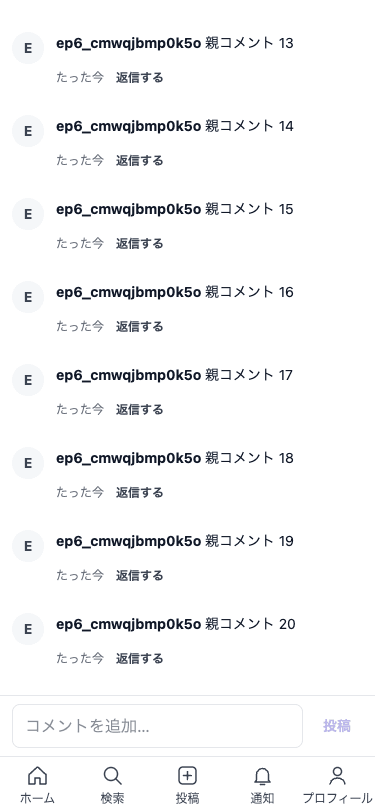 E
ep6_cmwqjbmp0k5o 親コメント 13
たった今 返信する
E
ep6_cmwqjbmp0k5o 親コメント 14
たった今 返信する
E
ep6_cmwqjbmp0k5o 親コメント 15
たった今 返信する
E
ep6_cmwqjbmp0k5o 親コメント 16
たった今 返信する
E
ep6_cmwqjbmp0k5o 親コメント 17
たった今 返信する
E
ep6_cmwqjbmp0k5o 親コメント 18
たった今 返信する
E
ep6_cmwqjbmp0k5o 親コメント 19
たった今 返信する
E
ep6_cmwqjbmp0k5o 親コメント 20
たった今 返信する
コメントを追加... 投稿
ホーム 検索 投稿 通知 プロフィール